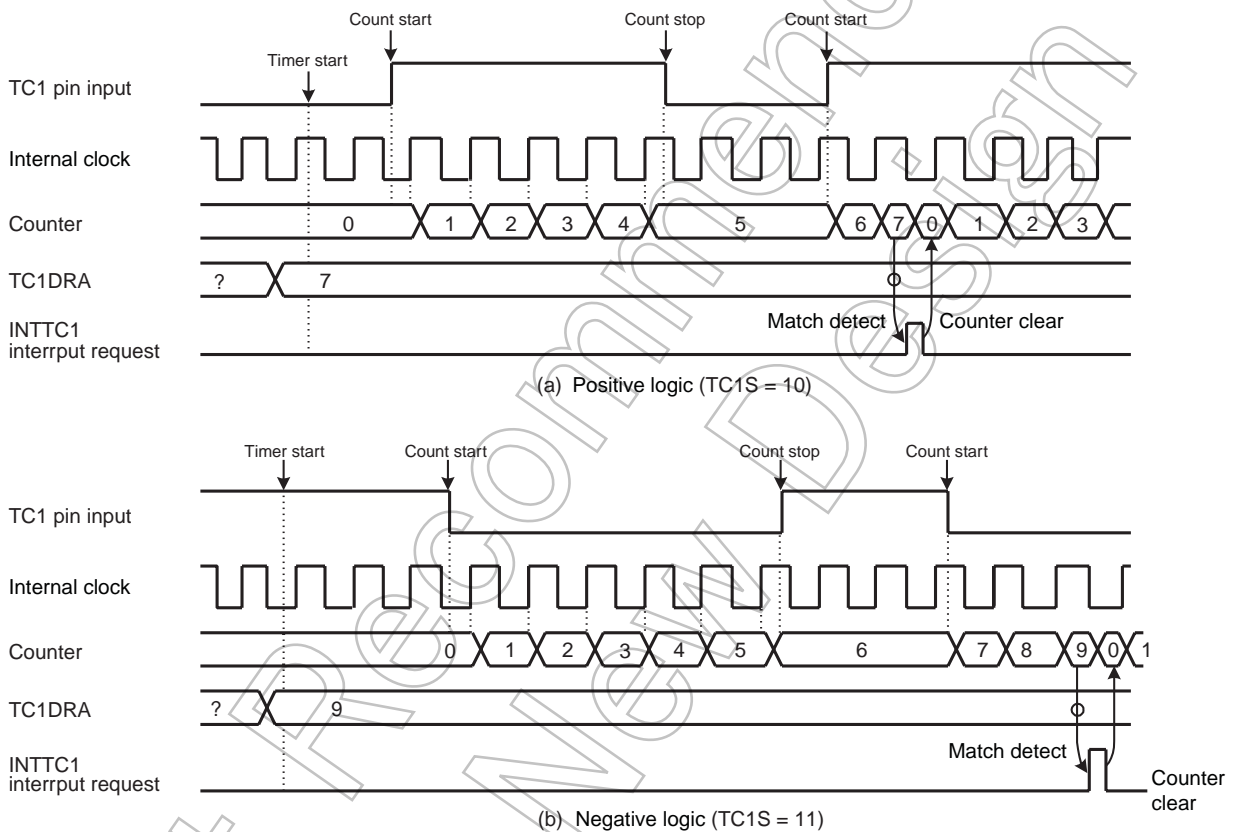 Count start Count stop Count start
Timer start
TC1 pin input
Internal clock
Counter 0 1 2 3 4 5 6 7 0 1 2 3
TC1DRA ? 7
Match detect Counter clear
INTTC1
interrput request
(a) Positive logic (TC1S = 10)
Timer start Count start Count stop Count start
TC1 pin input
Internal clock
Counter 0 1 2 3 4 5 6 7 8 9 0 1
TC1DRA ? 9
Match detect
INTTC1
interrput request
Counter
clear
(b) Negative logic (TC1S = 11)
Recommen
New Design